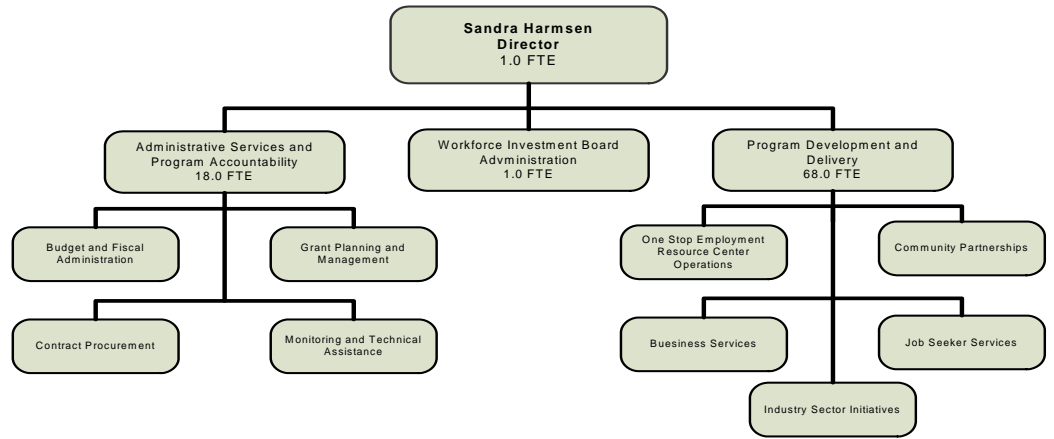 Sandra Harmsen
Director
1.0 FTE
Administrative Services and
Program Accountability
18.0 FTE
Workforce Investment Board
Advministration
1.0 FTE
Program Development and
Delivery
68.0 FTE
Budget and Fiscal
Administration
Grant Planning and
Management
One Stop Employment
Resource Center
Operations
Community Partnerships
Contract Procurement
Monitoring and Technical
Assistance
Buesiness Services
Job Seeker Services
Industry Sector Initiatives